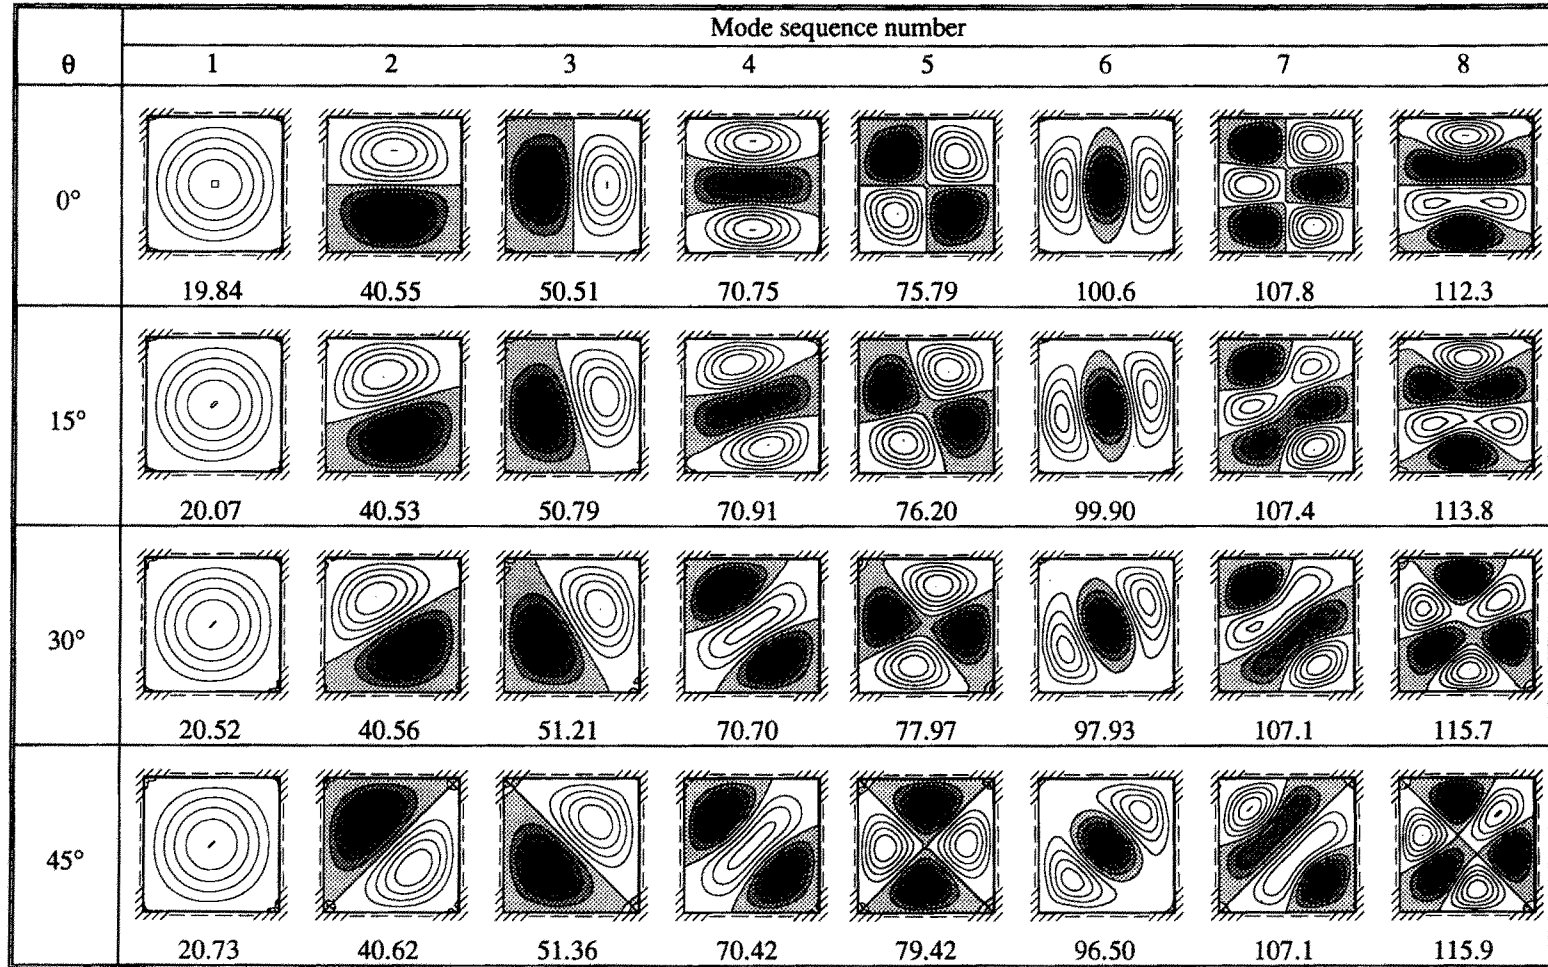 Mode sequence number
θ 1 2 3 4 5 6 7 8
0°
19.84 40.55 50.51 70.75 75.79 100.6 107.8 112.3
15°
20.07 40.53 50.79 70.91 76.20 99.90 107.4 113.8
30°
20.52 40.56 51.21 70.70 77.97 97.93 107.1 115.7
45°
20.73 40.62 51.36 70.42 79.42 96.50 107.1 115.9